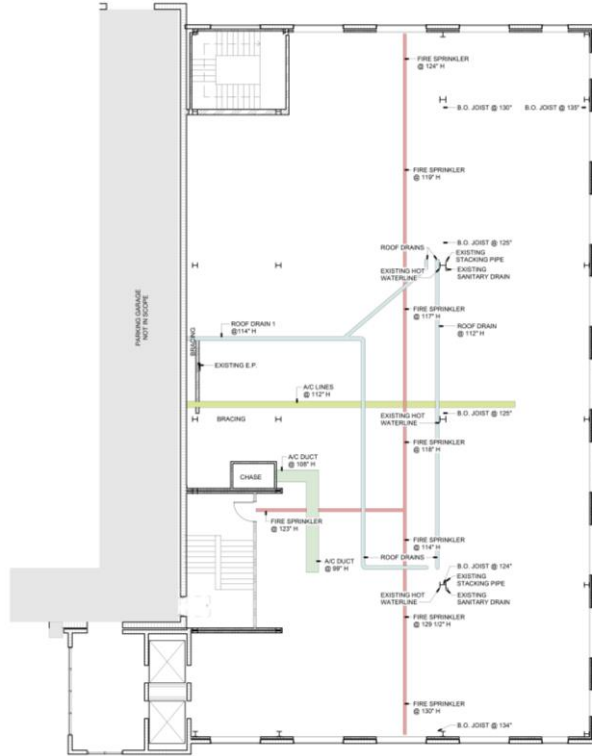 FIRE SPRINKLER
@ 124" H
B.O. JOIST @ 130"
B.O. JOIST @ 135"
FIRE SPRINKLER
@ 119" H
ROOF DRAINS
B.O. JOIST @ 125"
EXISTING
STACKING PIPE
EXISTING HOT
WATERLINE
EXISTING
SANITARY DRAIN
PARKING GARAGE
NOT IN SCOPE
FIRE SPRINKLER
@ 117" H
ROOF DRAIN 1
@114" H
ROOF DRAIN
@ 112" H
BRACING
EXISTING E.P.
A/C LINES
@ 112" H
BRACING
EXISTING HOT
WATERLINE
B.O. JOIST @ 125"
FIRE SPRINKLER
@ 118" H
A/C DUCT
@ 108" H
CHASE
FIRE SPRINKLER
@ 123" H
FIRE SPRINKLER
@ 114" H
A/C DUCT
@ 99" H
ROOF DRAINS
B.O. JOIST @ 124"
EXISTING
STACKING PIPE
EXISTING HOT
WATERLINE
EXISTING
SANITARY DRAIN
FIRE SPRINKLER
@ 129 1/2" H
FIRE SPRINKLER
@ 130" H
B.O. JOIST @ 134"